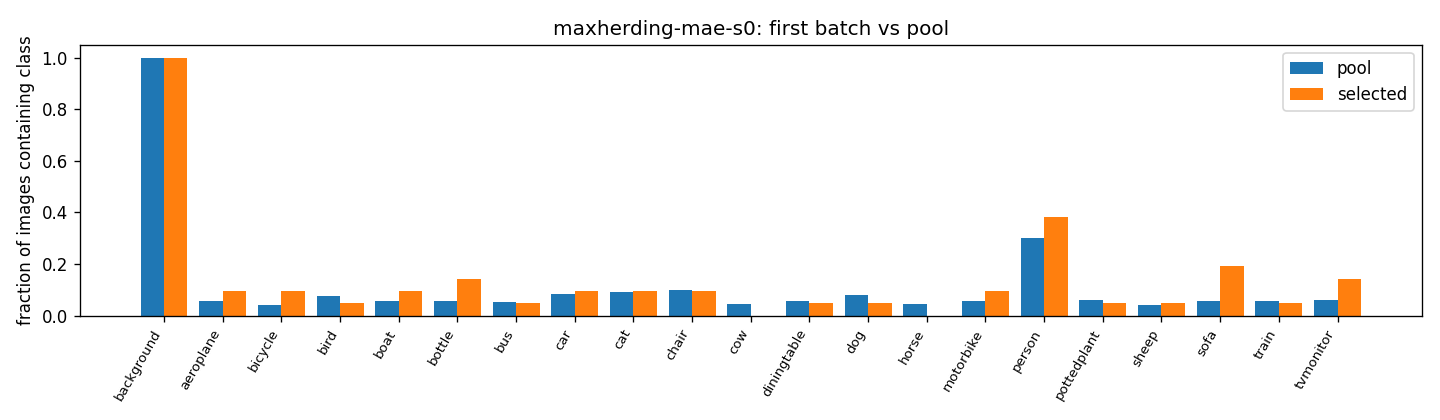 maxherding-mae-s0: first batch vs pool
fraction of images containing class
1.0
0.8
0.6
0.4
0.2
0.0
pool
selected
background
aeroplane
bicycle
bird
boat
bottle
bus
car
cat
chair
cow
diningtable
dog
horse
motorbike
person
pottedplant
sheep
sofa
train
tvmonitor